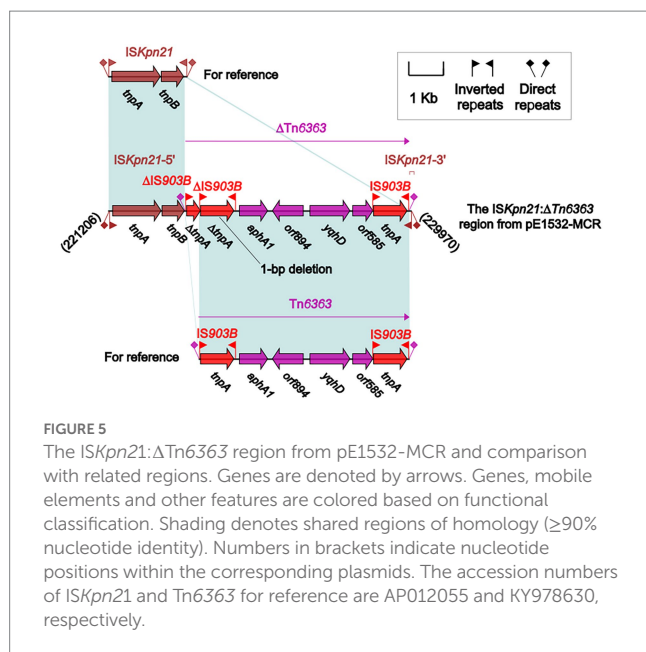 ISKpn21
For reference
tnpA
tnpB
1 Kb
Inverted
repeats
Direct
repeats
ΔTn6363
ISKpn21-5'
ISKpn21-3'
ΔIS903B
ΔIS903B
IS903B
(221206)
(229970)
The ISKpn21:ΔTn6363
region from pE1532-MCR
tnpA
tnpB
ΔtnpA
ΔtnpA
aphA1
orf894
yqhD
orf585
tnpA
1-bp deletion
Tn6363
IS903B
IS903B
For reference
tnpA
aphA1
orf894
yqhD
orf585
tnpA
FIGURE 5
The ISKpn21:ΔTn6363 region from pE1532-MCR and comparison
with related regions. Genes are denoted by arrows. Genes, mobile
elements and other features are colored based on functional
classification. Shading denotes shared regions of homology (≥90%
nucleotide identity). Numbers in brackets indicate nucleotide
positions within the corresponding plasmids. The accession numbers
of ISKpn21 and Tn6363 for reference are AP012055 and KY978630,
respectively.